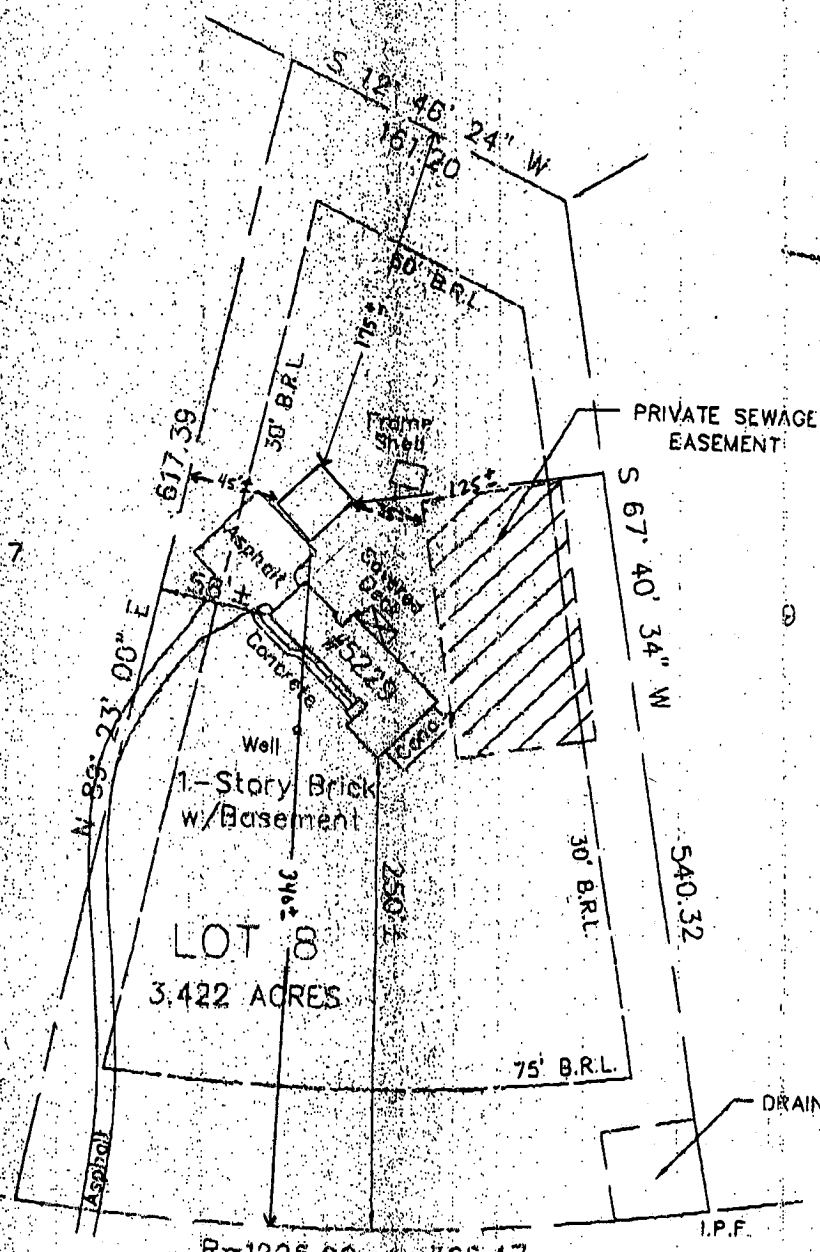 S 12° 46' 24" W
161.20
60' B.R.L.
175'±
30' B.R.L.
617.39
Frame
PRIVATE SEWAGE
EASEMENT
45'±
125±
S 67° 40' 34" W
7
Asphalt
Covered
Deck
58'±
#5229
Concrete
Conc.
N 89° 23' 00" E
Well
1-Story Brick
w/Basement
346±
250'±
30' B.R.L.
540.32
LOT 8
3.422 ACRES
75' B.R.L.
DRAIN
Asphalt
I.P.F.